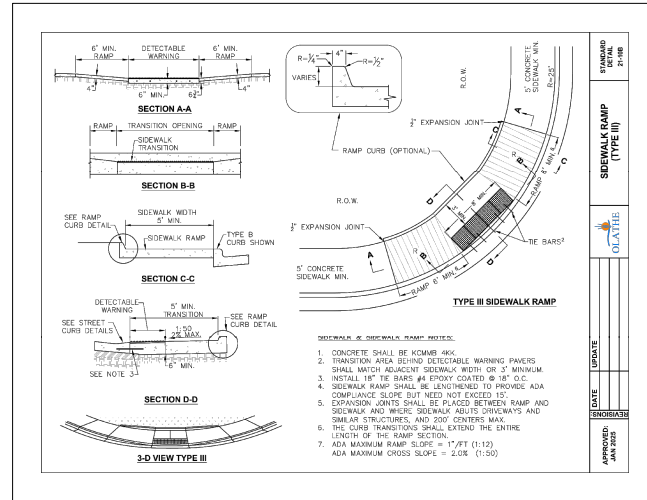 6' MIN.
RAMP
DETECTABLE
WARNING
6' MIN.
RAMP
4"
6" MIN.
4"
SECTION A-A
RAMP
TRANSITION OPENING
RAMP
SIDEWALK
TRANSITION
SECTION B-B
SEE RAMP
CURB DETAIL
SIDEWALK WIDTH
5' MIN.
SIDEWALK RAMP
TYPE B
CURB SHOWN
SECTION C-C
DETECTABLE
WARNING
5' MIN.
TRANSITION
SEE RAMP
CURB DETAIL
SEE STREET
CURB DETAILS
1:50
2% MAX.
SEE NOTE 3
6" MIN.
SECTION D-D
3-D VIEW TYPE III
R=¼"
4"
R=½"
VARIES
RAMP CURB (OPTIONAL)
½" EXPANSION JOINT
R.O.W.
5' CONCRETE
SIDEWALK MIN.
R=25'
A
C
R
B
RAMP 6' MIN. 4
C
D
R.O.W.
½" EXPANSION JOINT
A
R
B
TIE BARS²
D
5' CONCRETE
SIDEWALK MIN.
RAMP 6' MIN. 4
TYPE III SIDEWALK RAMP
SIDEWALK & SIDEWALK RAMP NOTES:
1. CONCRETE SHALL BE KCMMB 4KK.
2. TRANSITION AREA BEHIND DETECTABLE WARNING PAVERS
SHALL MATCH ADJACENT SIDEWALK WIDTH OR 3' MINIMUM.
3. INSTALL 18" TIE BARS #4 EPOXY COATED @ 18" O.C.
4. SIDEWALK RAMP SHALL BE LENGTHENED TO PROVIDE ADA
COMPLIANCE SLOPE BUT NEED NOT EXCEED 15'.
5. EXPANSION JOINTS SHALL BE PLACED BETWEEN RAMP AND
SIDEWALK AND WHERE SIDEWALK ABUTS DRIVEWAYS AND
SIMILAR STRUCTURES, AND 200' CENTERS MAX.
6. THE CURB TRANSITIONS SHALL EXTEND THE ENTIRE
LENGTH OF THE RAMP SECTION.
7. ADA MAXIMUM RAMP SLOPE = 1"/FT (1:12)
ADA MAXIMUM CROSS SLOPE = 2.0% (1:50)
STANDARD
DETAIL
21-10B
SIDEWALK RAMP
(TYPE III)
OLATHE
UPDATE
DATE
REVISIONS:
APPROVED:
JAN 2025